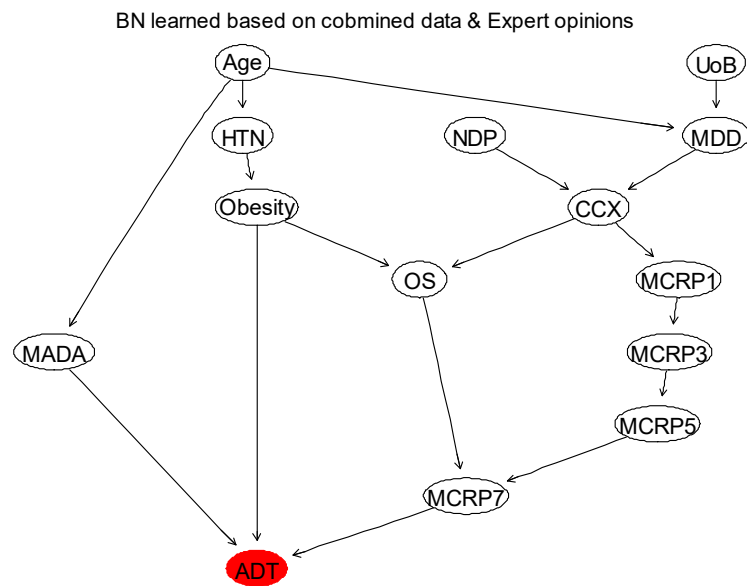 BN learned based on cobmined data & Expert opinions
Age
UoB
HTN
NDP
MDD
Obesity
CCX
OS
MCRP1
MADA
MCRP3
MCRP5
MCRP7
ADT